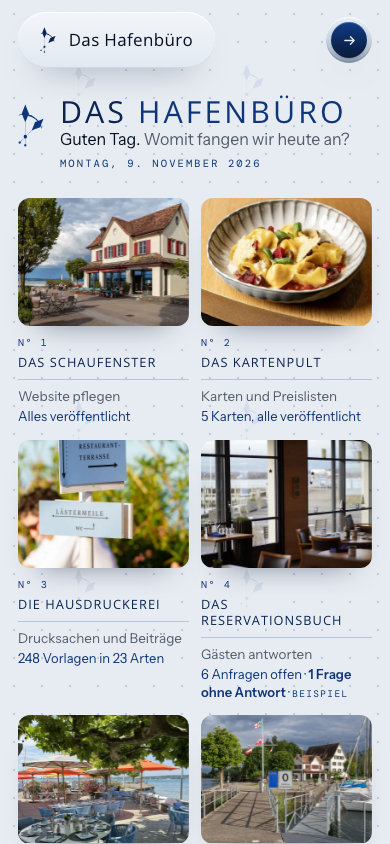 Das Hafenbüro
DAS HAFENBÜRO
Guten Tag. Womit fangen wir heute an?
MONTAG, 9. NOVEMBER 2026
N° 1
DAS SCHAUFENSTER
Website pflegen
Alles veröffentlicht
N° 2
DAS KARTENPULT
Karten und Preislisten
5 Karten, alle veröffentlicht
RESTAURANT-
TERRASSE
LÄSTERMEILE
WC
N° 3
DIE HAUSDRUCKEREI
Drucksachen und Beiträge
248 Vorlagen in 23 Arten
N° 4
DAS
RESERVATIONSBUCH
Gästen antworten
6 Anfragen offen · 1 Frage
ohne Antwort · BEISPIEL
0